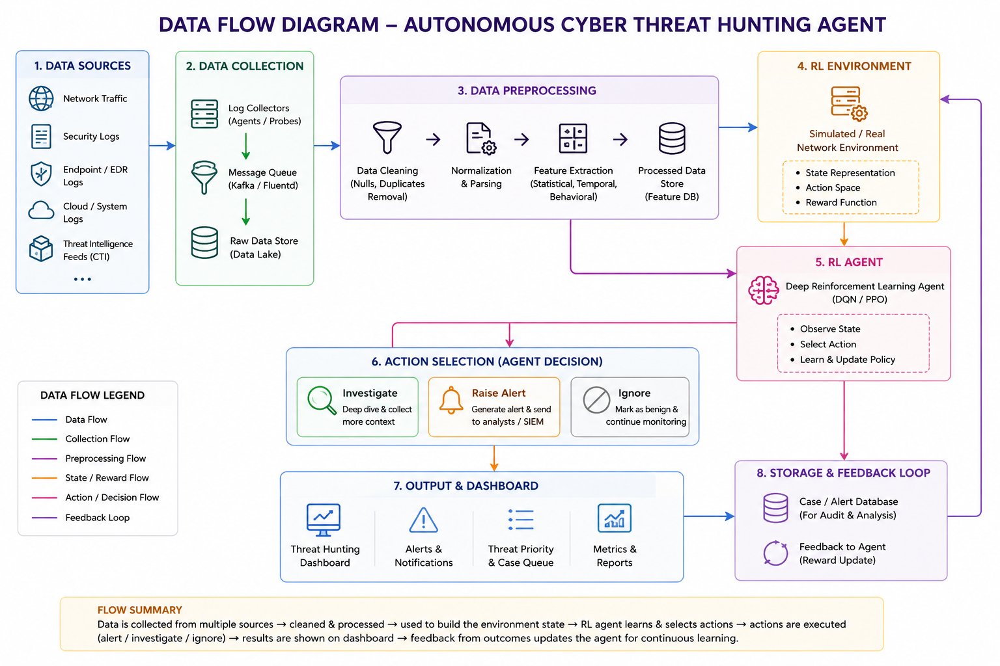 DATA FLOW DIAGRAM – AUTONOMOUS CYBER THREAT HUNTING AGENT
1. DATA SOURCES
Network Traffic
Security Logs
Endpoint / EDR
Logs
Cloud / System
Logs
Threat Intelligence
Feeds (CTI)
...
2. DATA COLLECTION
Log Collectors
(Agents / Probes)
Message Queue
(Kafka / Fluentd)
Raw Data Store
(Data Lake)
3. DATA PREPROCESSING
Data Cleaning
(Nulls, Duplicates
Removal)
Normalization
& Parsing
Feature Extraction
(Statistical, Temporal,
Behavioral)
Processed Data
Store
(Feature DB)
4. RL ENVIRONMENT
Simulated / Real
Network Environment
• State Representation
• Action Space
• Reward Function
5. RL AGENT
Deep Reinforcement Learning Agent
(DQN / PPO)
• Observe State
• Select Action
• Learn & Update Policy
6. ACTION SELECTION (AGENT DECISION)
Investigate
Deep dive & collect
more context
Raise Alert
Generate alert & send
to analysts / SIEM
Ignore
Mark as benign &
continue monitoring
DATA FLOW LEGEND
Data Flow
Collection Flow
Preprocessing Flow
State / Reward Flow
Action / Decision Flow
Feedback Loop
7. OUTPUT & DASHBOARD
Threat Hunting
Dashboard
Alerts &
Notifications
Threat Priority
& Case Queue
Metrics &
Reports
8. STORAGE & FEEDBACK LOOP
Case / Alert Database
(For Audit & Analysis)
Feedback to Agent
(Reward Update)
FLOW SUMMARY
Data is collected from multiple sources → cleaned & processed → used to build the environment state → RL agent learns & selects actions → actions are executed
(alert / investigate / ignore) → results are shown on dashboard → feedback from outcomes updates the agent for continuous learning.